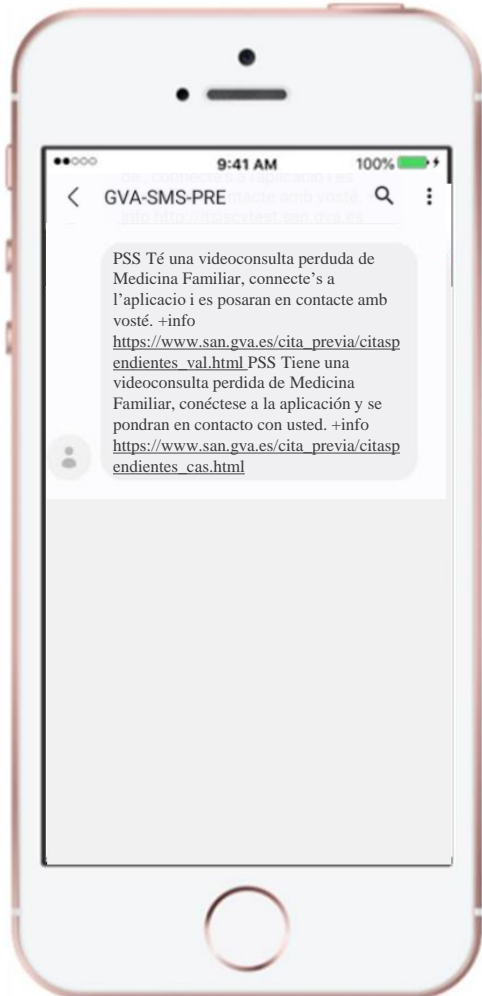 9:41 AM
100%
GVA-SMS-PRE
PSS Té una videoconsulta perduda de
Medicina Familiar, connecte’s a
l’aplicacio i es posaran en contacte amb
vosté. +info
https://www.san.gva.es/cita_previa/citasp
endientes_val.html PSS Tiene una
videoconsulta perdida de Medicina
Familiar, conéctese a la aplicación y se
pondran en contacto con usted. +info
https://www.san.gva.es/cita_previa/citasp
endientes_cas.html